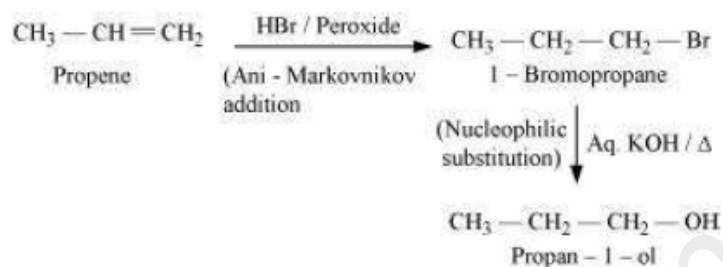 CH₃ — CH = CH₂
Propene
HBr / Peroxide
(Ani - Markovnikov
addition
CH₃ — CH₂ — CH₂ — Br
1 – Bromopropane
(Nucleophilic
substitution)
Aq. KOH / Δ
CH₃ — CH₂ — CH₂ — OH
Propan – 1 – ol